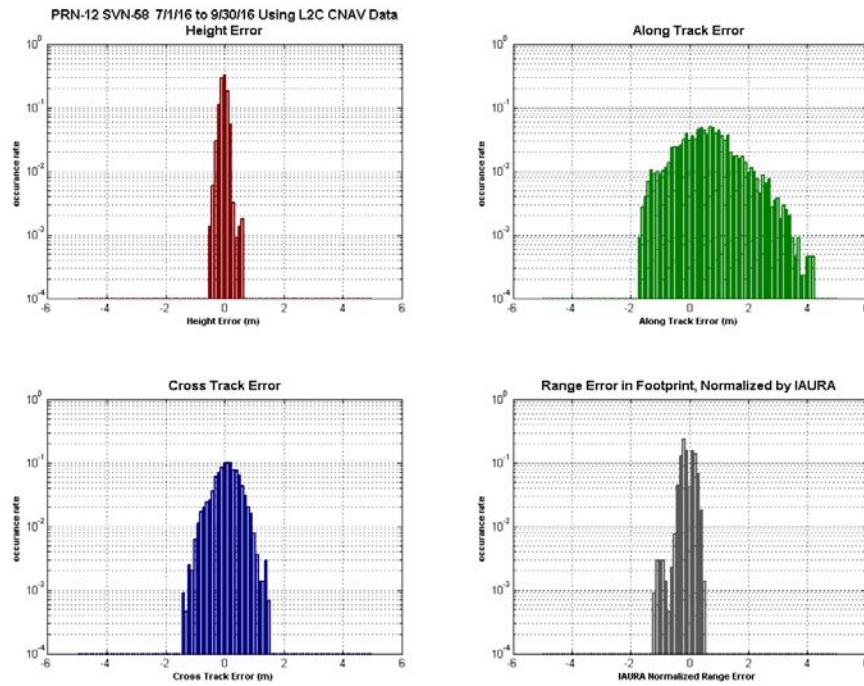 PRN-12 SVN-58 7/1/16 to 9/30/16 Using L2C CNAV Data
Height Error
10^0
10^-1
10^-2
10^-3
10^-4
occurance rate
-6 -4 -2 0 2 4 6
Height Error (m)
Along Track Error
10^0
10^-1
10^-2
10^-3
10^-4
occurance rate
-6 -4 -2 0 2 4 6
Along Track Error (m)
Cross Track Error
10^0
10^-1
10^-2
10^-3
10^-4
occurance rate
-6 -4 -2 0 2 4 6
Cross Track Error (m)
Range Error in Footprint, Normalized by IAURA
10^0
10^-1
10^-2
10^-3
10^-4
occurance rate
-6 -4 -2 0 2 4 6
IAURA Normalized Range Error